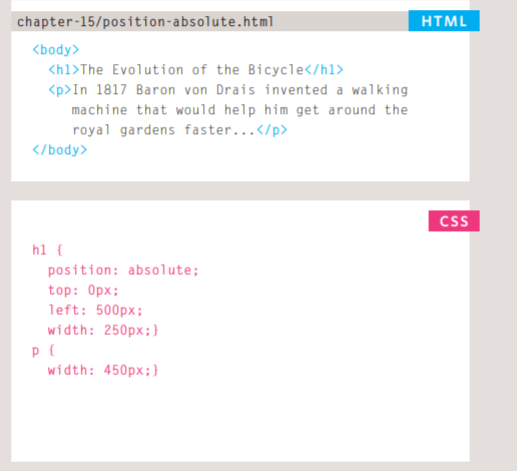 chapter-15/position-absolute.html
HTML
<body>
<h1>The Evolution of the Bicycle</h1>
<p>In 1817 Baron von Drais invented a walking
machine that would help him get around the
royal gardens faster...</p>
</body>
CSS
h1 {
position: absolute;
top: 0px;
left: 500px;
width: 250px;}
p {
width: 450px;}